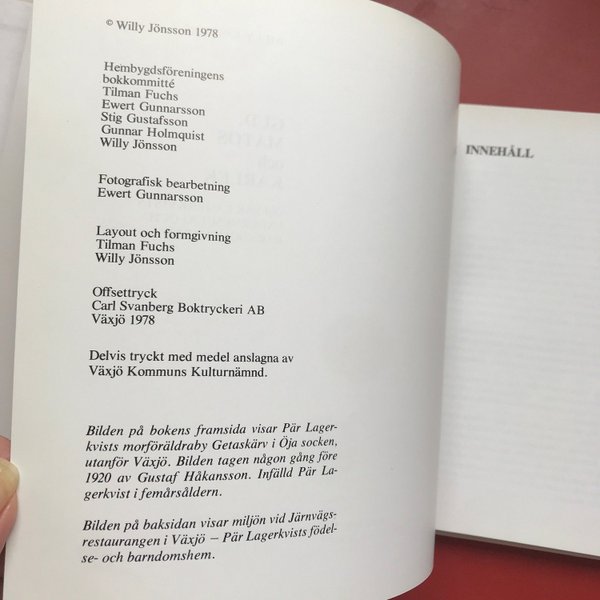 © Willy Jönsson 1978
Hembygdsföreningens
bokkommitté
Tilman Fuchs
Ewert Gunnarsson
Stig Gustafsson
Gunnar Holmquist
Willy Jönsson
Fotografisk bearbetning
Ewert Gunnarsson
Layout och formgivning
Tilman Fuchs
Willy Jönsson
Offsettryck
Carl Svanberg Boktryckeri AB
Växjö 1978
Delvis tryckt med medel anslagna av
Växjö Kommuns Kulturnämnd.
Bilden på bokens framsida visar Pär Lager-
kvists morföräldraby Getaskärv i Öja socken,
utanför Växjö. Bilden tagen någon gång före
1920 av Gustaf Håkansson. Infälld Pär La-
gerkvist i femårsåldern.
Bilden på baksidan visar miljön vid Järnvägs-
restaurangen i Växjö – Pär Lagerkvists födel-
se- och barndomshem.
INNEHÅLL